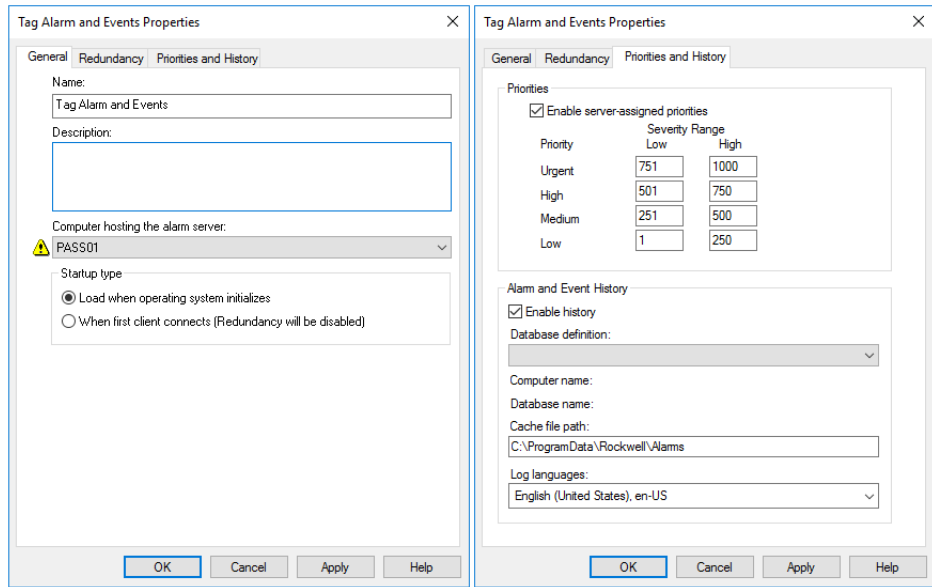 Tag Alarm and Events Properties
General Redundancy Priorities and History
Name:
Tag Alarm and Events
Description:
Computer hosting the alarm server:
PASS01
Startup type
Load when operating system initializes
When first client connects (Redundancy will be disabled)
OK Cancel Apply Help
Tag Alarm and Events Properties
General Redundancy Priorities and History
Priorities
Enable server-assigned priorities
Severity Range
Priority Low High
Urgent 751 1000
High 501 750
Medium 251 500
Low 1 250
Alarm and Event History
Enable history
Database definition:
Computer name:
Database name:
Cache file path:
C:\ProgramData\Rockwell\Alarms
Log languages:
English (United States), en-US
OK Cancel Apply Help